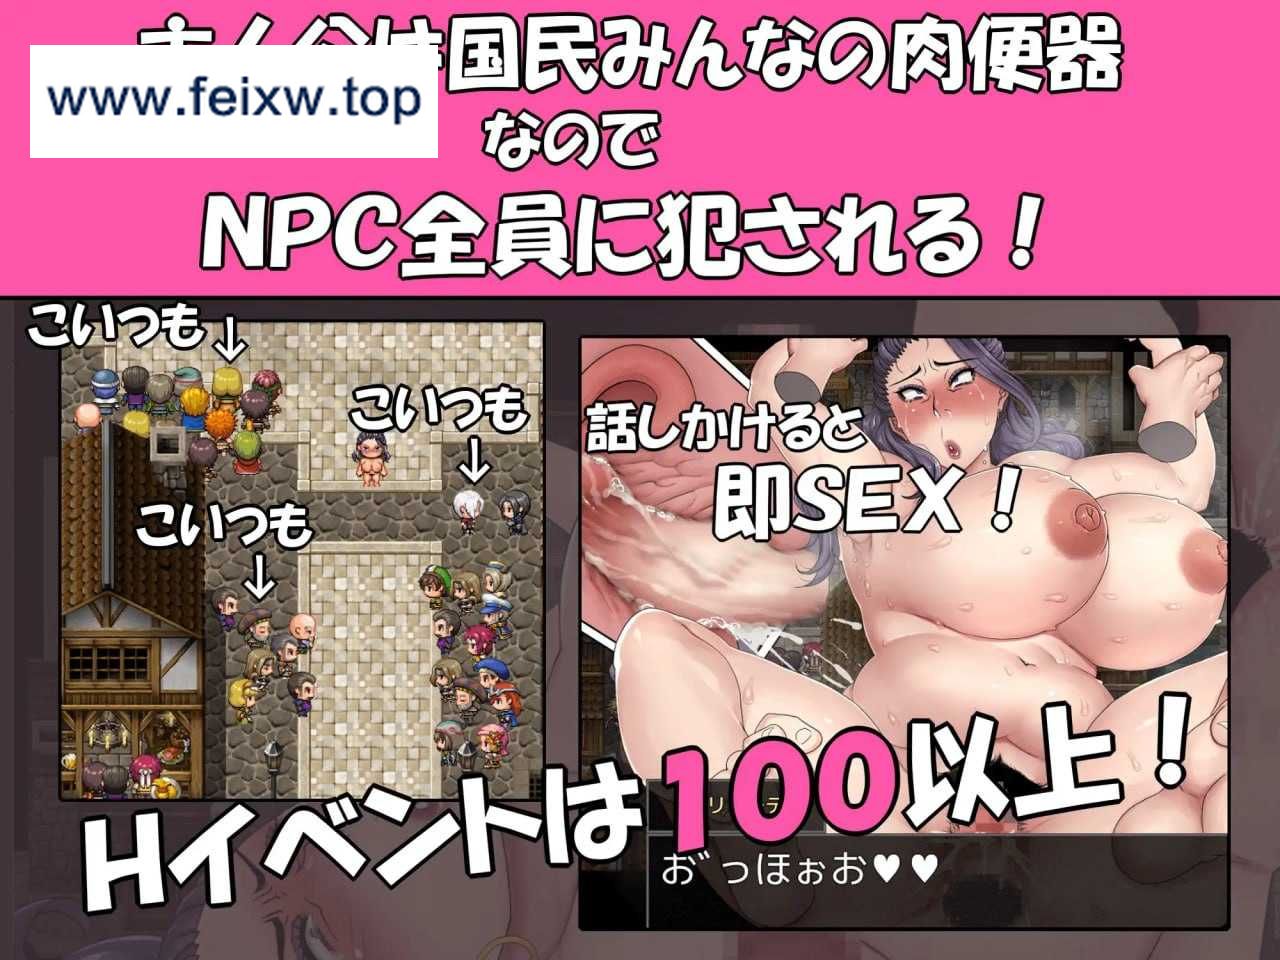 国民みんなの肉便器
www.feixw.top
なので
NPC全員に犯される！
こいつも
こいつも
こいつも
話しかけると
即SEX！
Hイベントは100以上！
お゛っほぉお♥♥